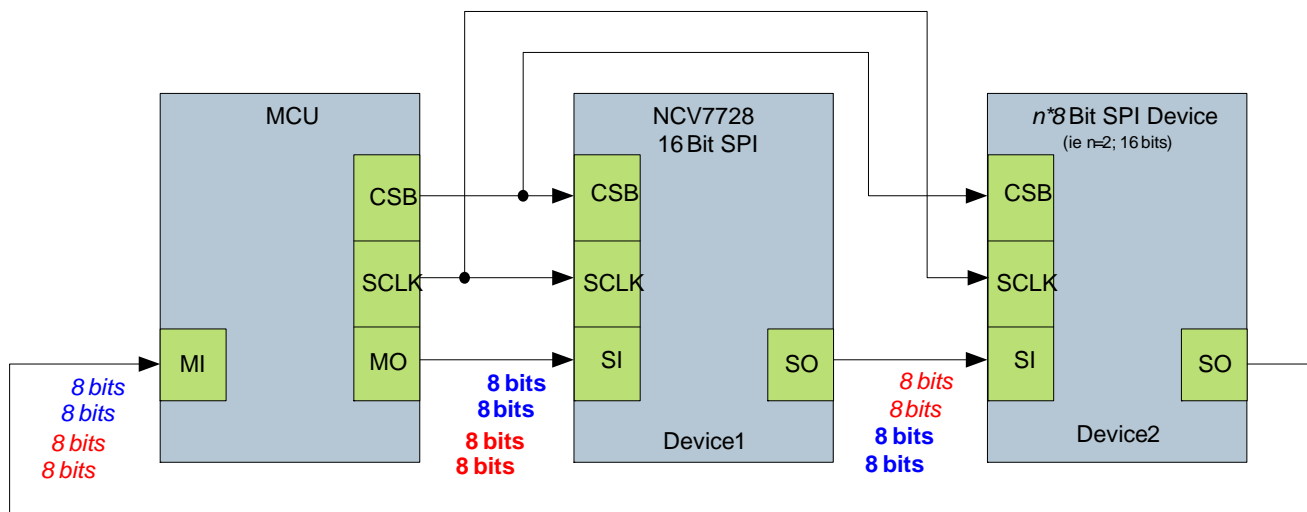 MCU
CSB
SCLK
MO
MI
8 bits
8 bits
8 bits
8 bits
8 bits
8 bits
8 bits
8 bits
NCV7728
16 Bit SPI
CSB
SCLK
SI
SO
Device1
8 bits
8 bits
8 bits
8 bits
n*8 Bit SPI Device
(ie n=2; 16 bits)
CSB
SCLK
SI
SO
Device2